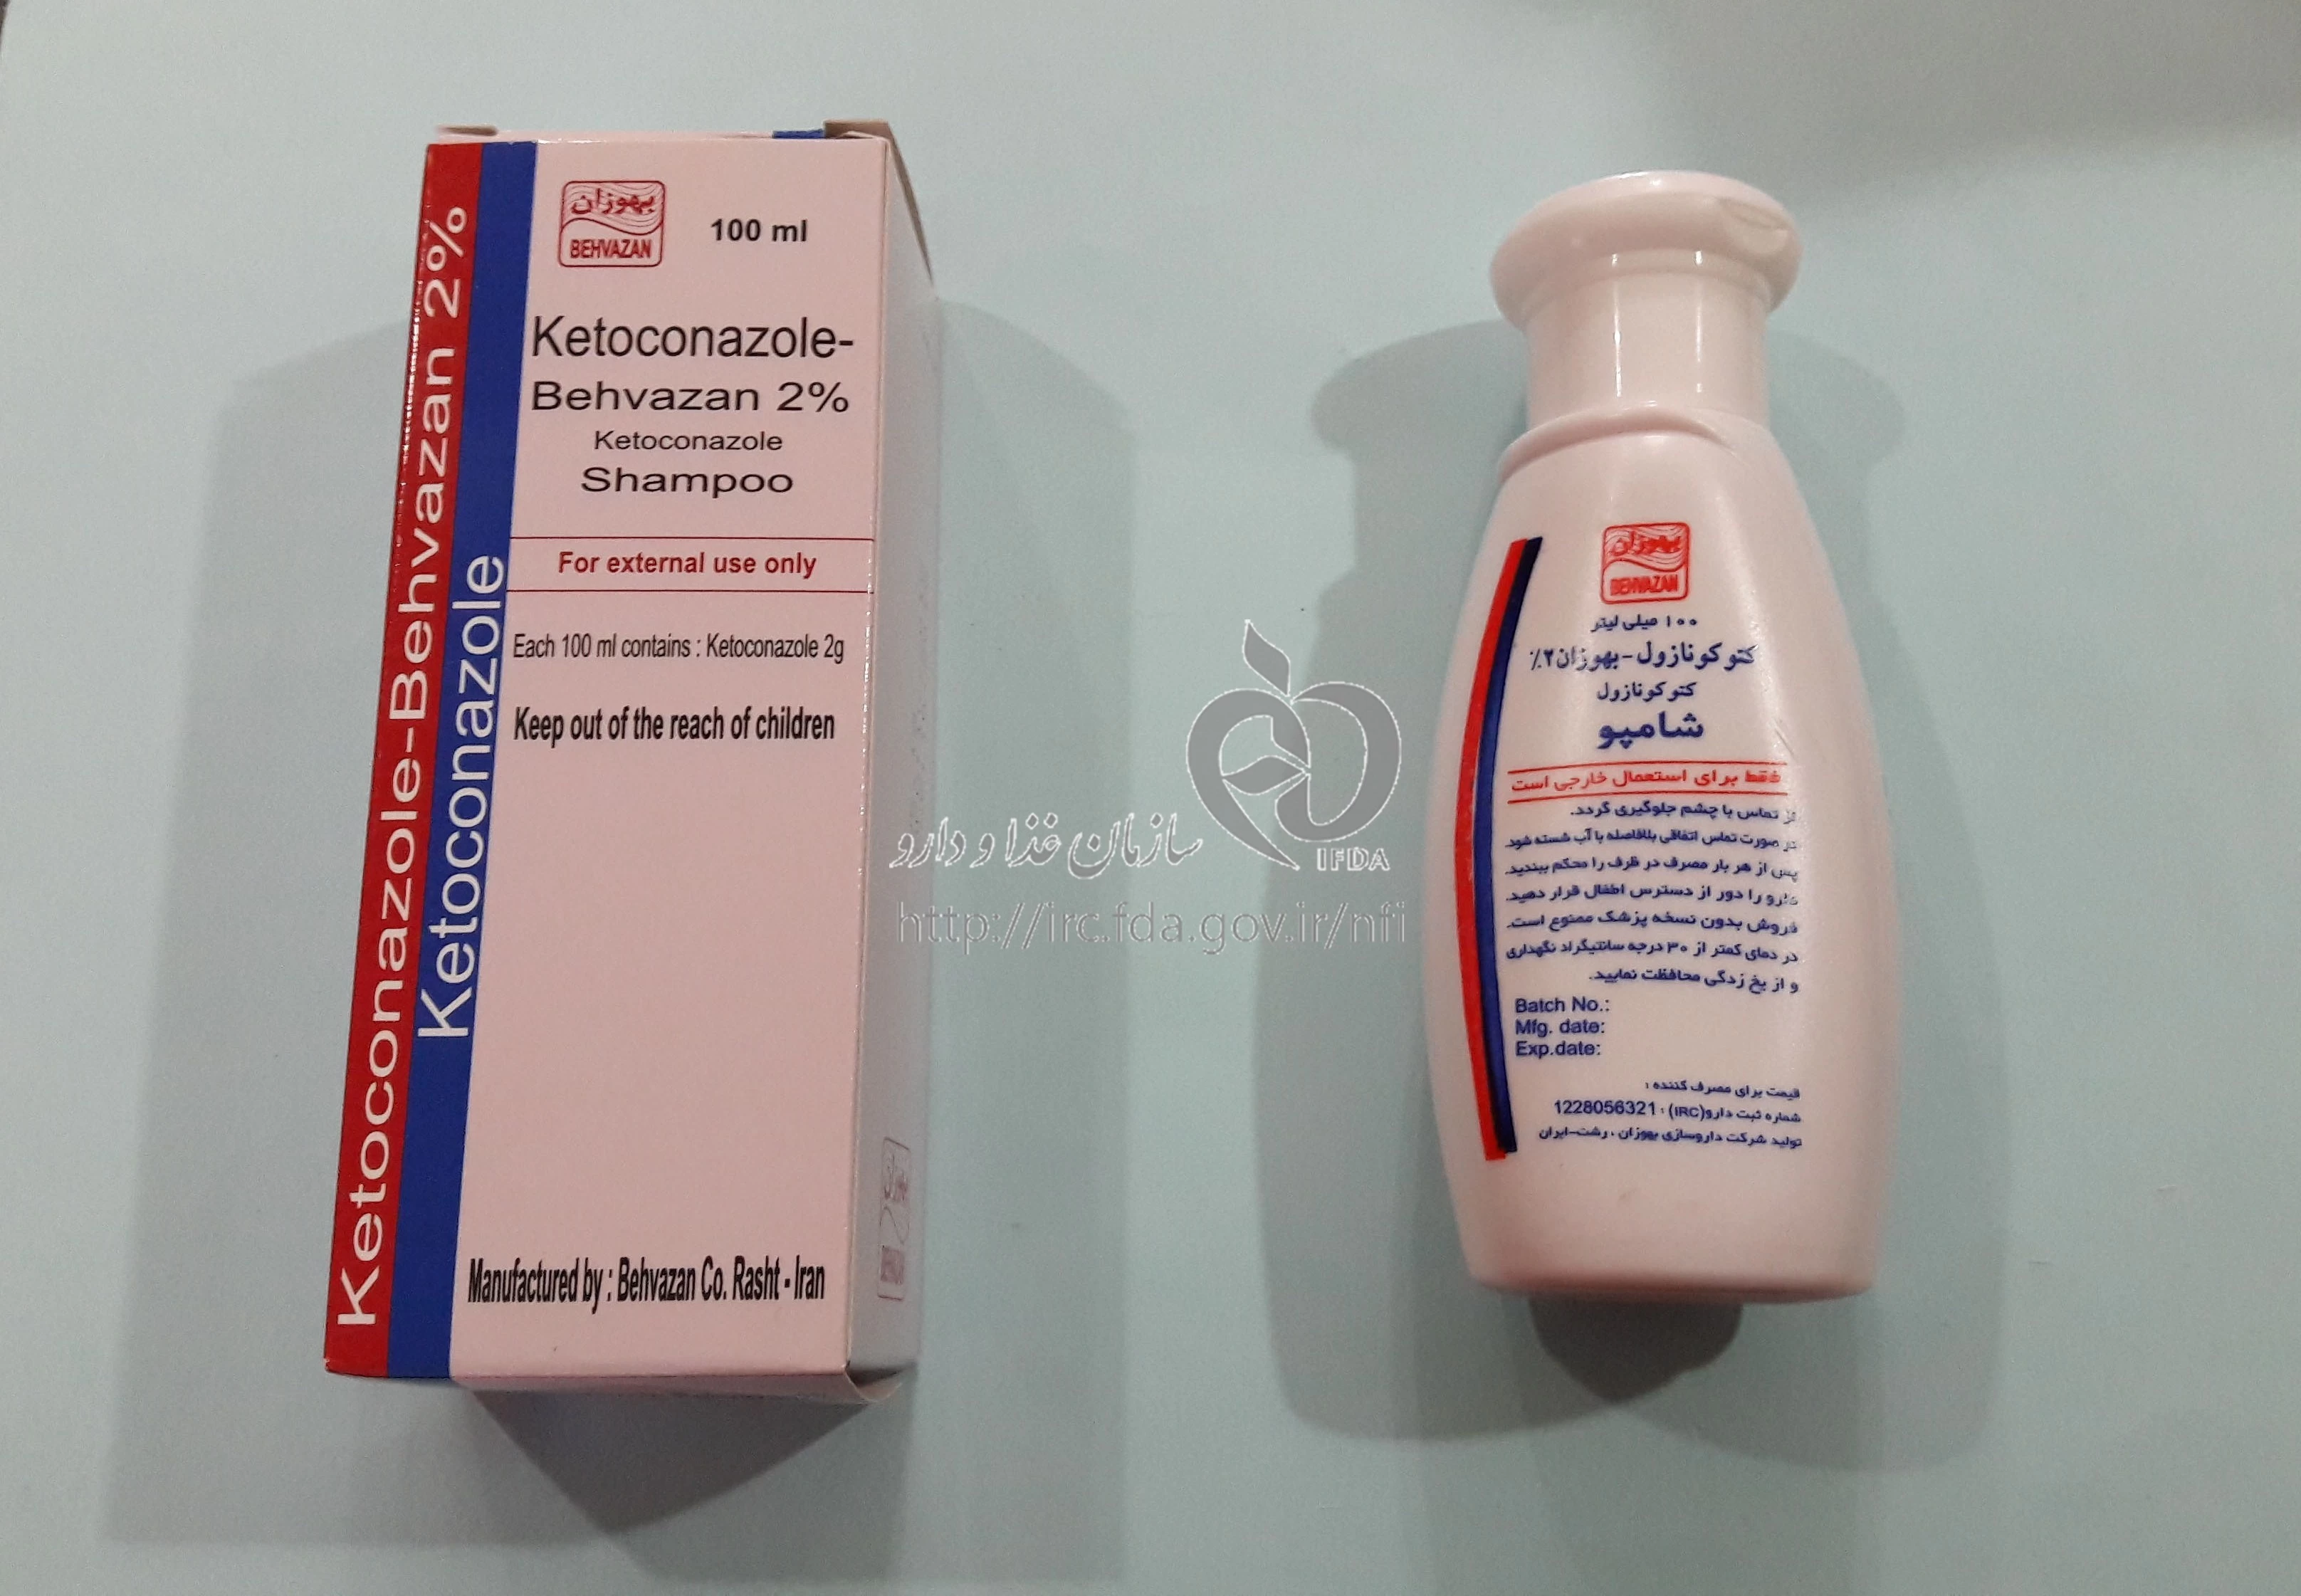 Ketoconazole-Behvazan 2%
Ketoconazole
بهوزان
BEHVAZAN
100 ml
Ketoconazole-
Behvazan 2%
Ketoconazole
Shampoo
For external use only
Each 100 ml contains : Ketoconazole 2g
Keep out of the reach of children
Manufactured by : Behvazan Co. Rasht - Iran
سازمان غذا و دارو
IFDA
http://irc.fda.gov.ir/nfi
بهوزان
BEHVAZAN
۱۰۰ میلی لیتر
کتوکونازول-بهوزان۲٪
کتوکونازول
شامپو
فقط برای استعمال خارجی است
از تماس با چشم جلوگیری گردد.
در صورت تماس اتفاقی بلافاصله با آب شسته شود.
پس از هر بار مصرف در ظرف را محکم ببندید.
دارو را دور از دسترس اطفال قرار دهید.
فروش بدون نسخه پزشک ممنوع است.
در دمای کمتر از ۳۰ درجه سانتیگراد نگهداری
و از یخ زدگی محافظت نمایید.
Batch No.:
Mfg. date:
Exp.date:
قیمت برای مصرف کننده :
شماره ثبت دارو(IRC) : 1228056321
تولید شرکت داروسازی بهوزان ، رشت-ایران